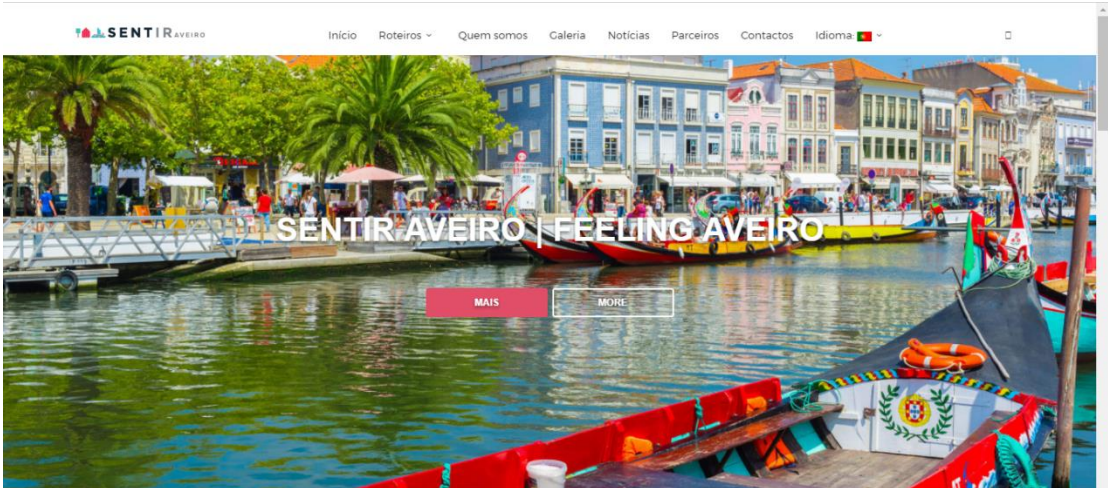 SENTIR AVEIRO
Início Roteiros Quem somos Galeria Notícias Parceiros Contactos Idioma:
SENTIR AVEIRO | FEELING AVEIRO
MAIS MORE